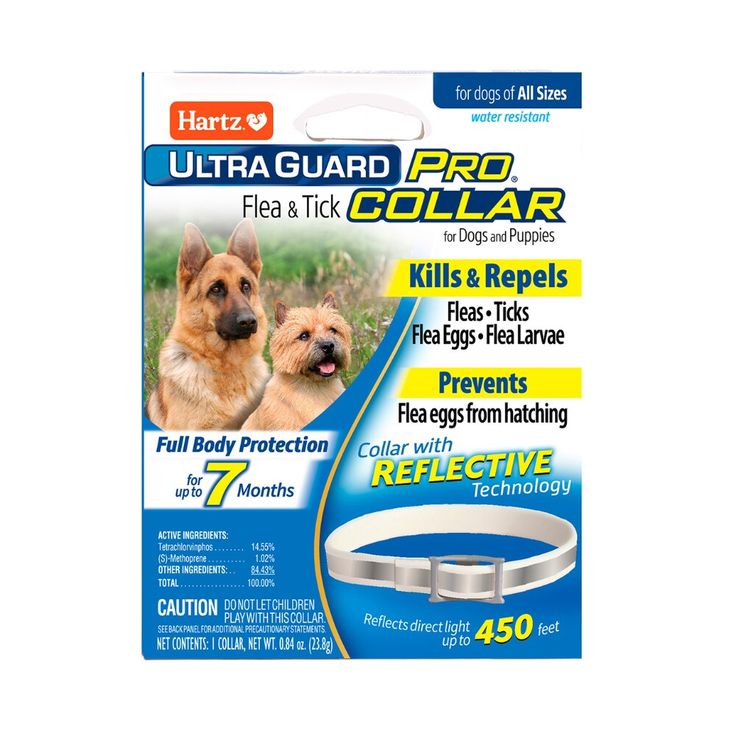 for dogs of All Sizes
water resistant
Hartz®
ULTRA GUARD PRO®
Flea & Tick COLLAR
for Dogs and Puppies
Kills & Repels
Fleas • Ticks
Flea Eggs • Flea Larvae
Prevents
Flea eggs from hatching
Full Body Protection
for up to 7 Months
Collar with
REFLECTIVE
Technology
ACTIVE INGREDIENTS:
Tetrachlorvinphos ........ 14.55%
(S)-Methoprene .......... 1.02%
OTHER INGREDIENTS: .. 84.43%
TOTAL .................. 100.00%
CAUTION DO NOT LET CHILDREN
PLAY WITH THIS COLLAR.
SEE BACK PANEL FOR ADDITIONAL PRECAUTIONARY STATEMENTS
NET CONTENTS: 1 COLLAR, NET WT. 0.84 oz. (23.8g)
Reflects direct light
up to 450 feet